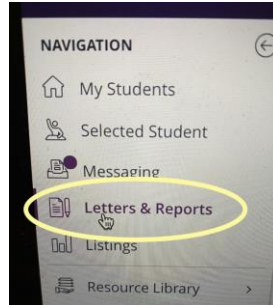 NAVIGATION
My Students
Selected Student
Messaging
Letters & Reports
Listings
Resource Library